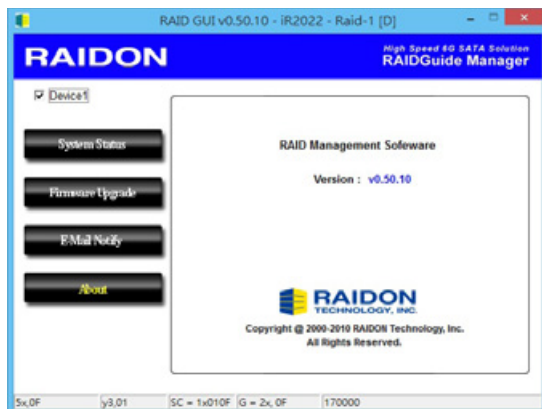 RAID GUI v0.50.10 - iR2022 - Raid-1 [D]
RAIDON
High Speed 6G SATA Solution
RAIDGuide Manager
Device1
System Status
Firmware Upgrade
E-Mail Notify
About
RAID Management Sofeware
Version : v0.50.10
RAIDON
TECHNOLOGY, INC.
Copyright @ 2000-2010 RAIDON Technology, Inc.
All Rights Reserved.
5x,0F y3,01 SC = 1x010F G = 2x, 0F 170000